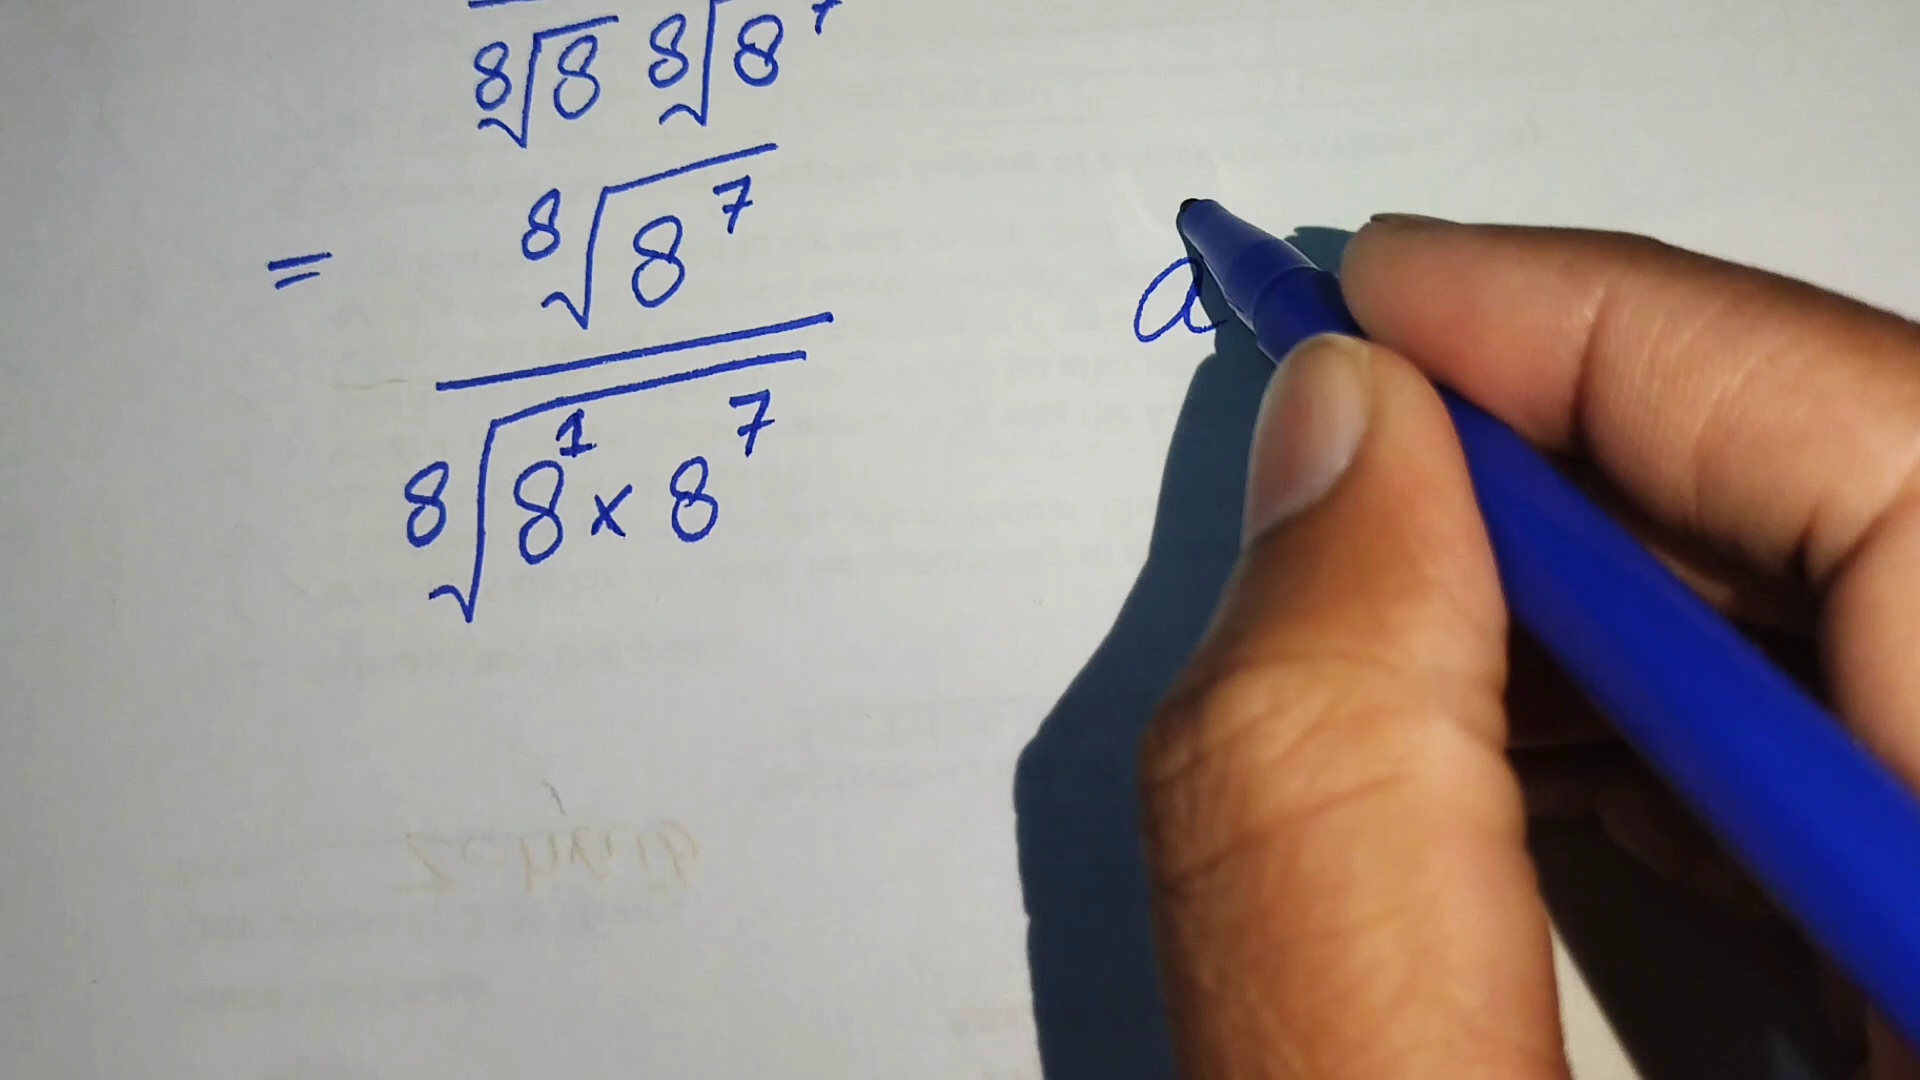 ⁸√8 ⁸√8⁷
= ⁸√8⁷
⁸√8¹ × 8⁷
a